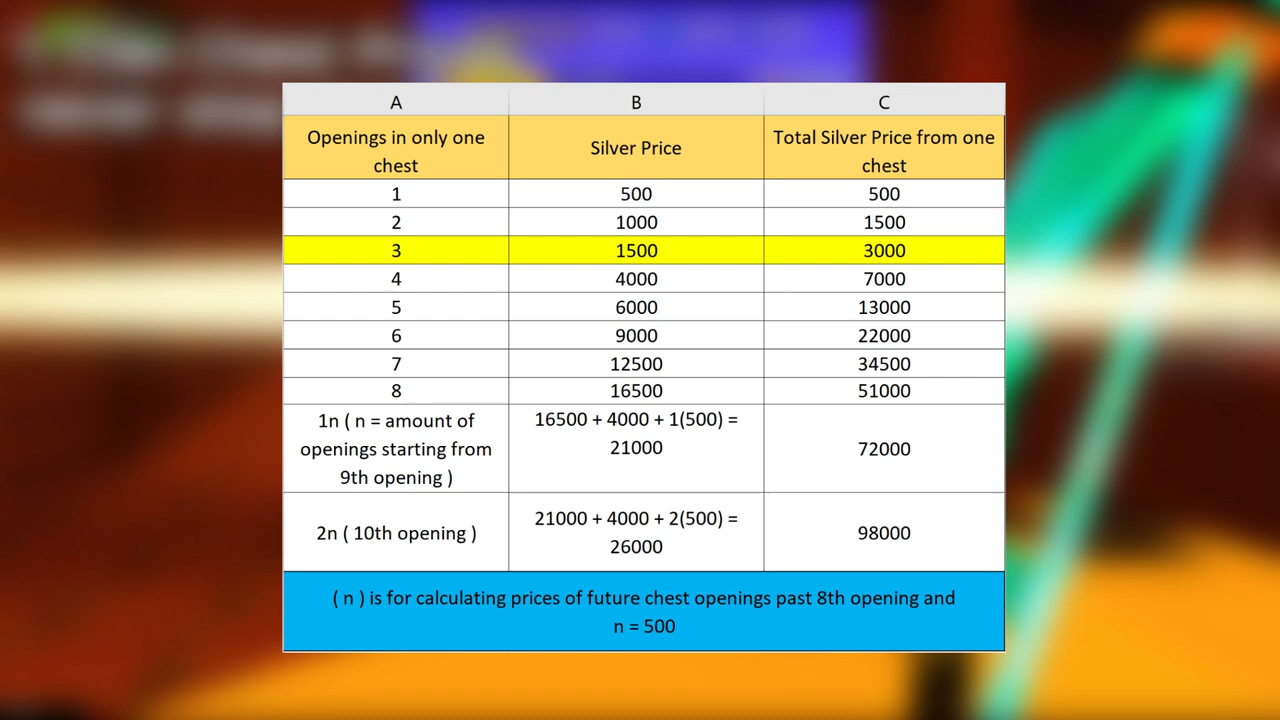 A B C
Openings in only one
chest
Silver Price
Total Silver Price from one
chest
1 500 500
2 1000 1500
3 1500 3000
4 4000 7000
5 6000 13000
6 9000 22000
7 12500 34500
8 16500 51000
1n ( n = amount of
openings starting from
9th opening )
16500 + 4000 + 1(500) =
21000
72000
2n ( 10th opening )
21000 + 4000 + 2(500) =
26000
98000
( n ) is for calculating prices of future chest openings past 8th opening and
n = 500